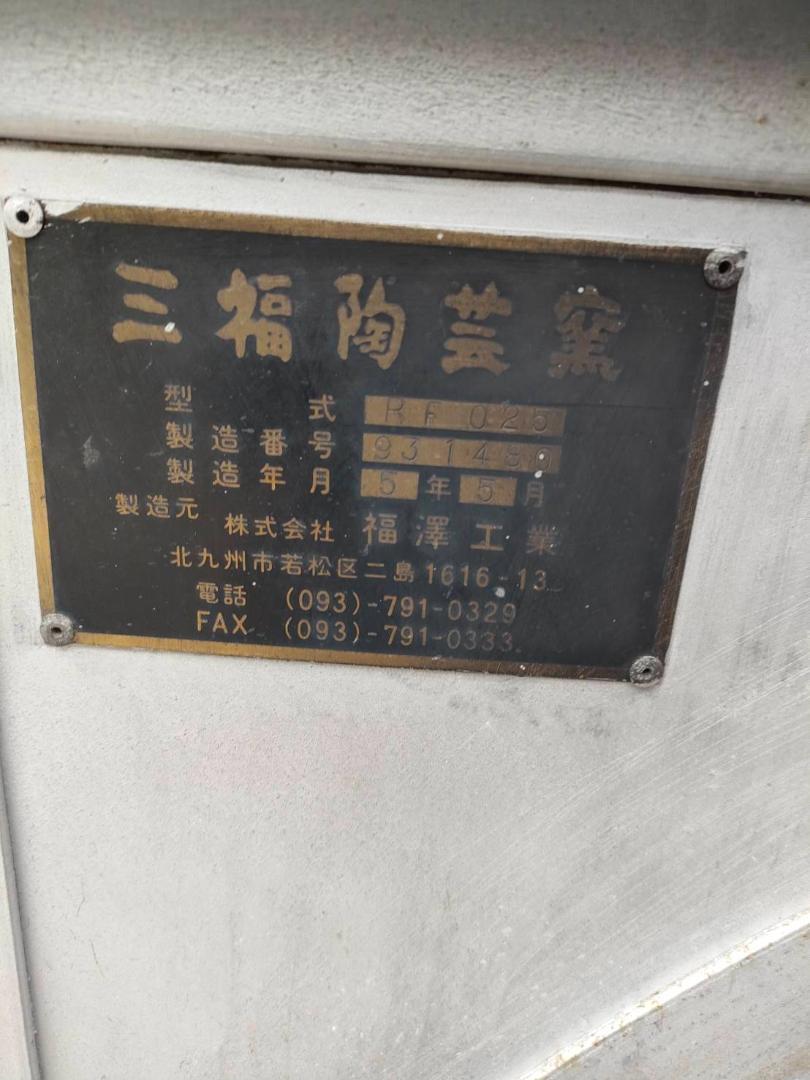 三福陶芸窯
型式 RF 025
製造番号
製造年月 5年5月
製造元 株式会社 福澤工業
北九州市若松区二島1616-13
電話 (093)-791-0329
FAX (093)-791-0333